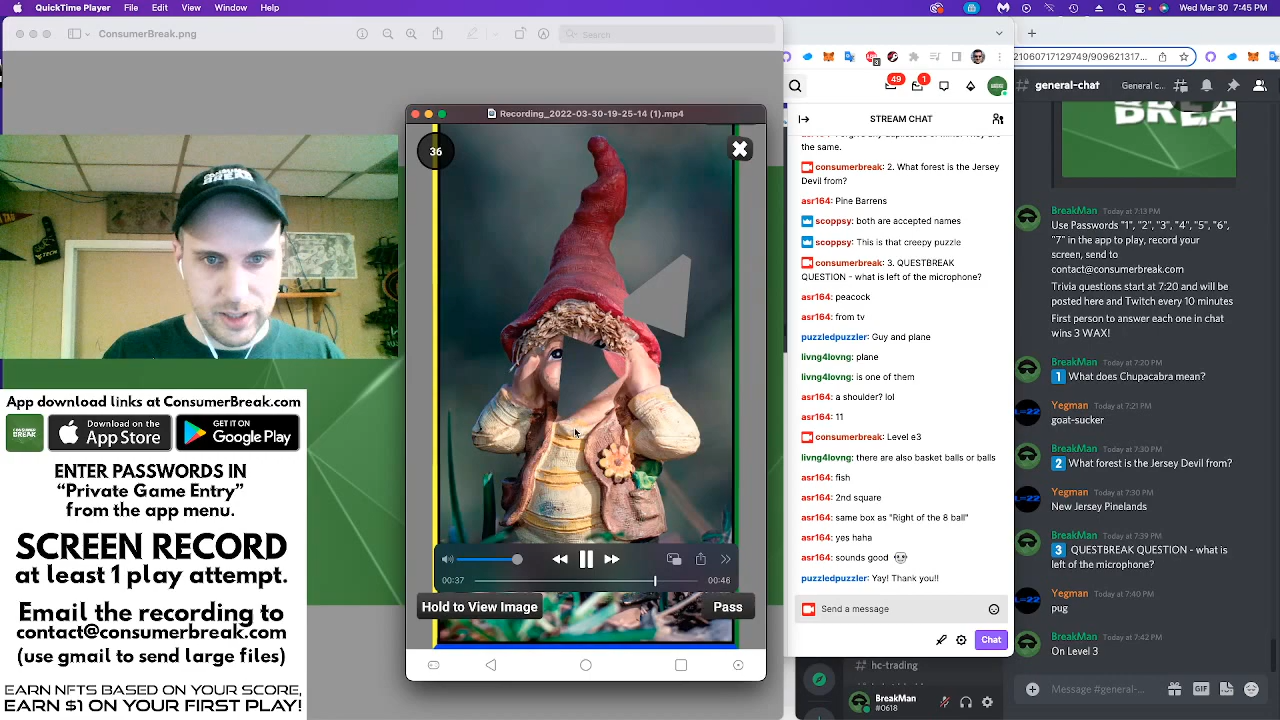 QuickTime Player File Edit View Window Help
Wed Mar 30 7:45 PM
ConsumerBreak.png
Search
App download links at ConsumerBreak.com
CONSUMER BREAK
Download on the App Store
GET IT ON Google Play
ENTER PASSWORDS IN
“Private Game Entry”
from the app menu.
SCREEN RECORD
at least 1 play attempt.
Email the recording to
contact@consumerbreak.com
(use gmail to send large files)
EARN NFTS BASED ON YOUR SCORE,
EARN $1 ON YOUR FIRST PLAY!
Recording_2022-03-30-19-25-14 (1).mp4
36
00:37
00:46
Hold to View Image
Pass
49
1
STREAM CHAT
the same.
consumerbreak: 2. What forest is the Jersey
Devil from?
asr164: Pine Barrens
scoppsy: both are accepted names
scoppsy: This is that creepy puzzle
consumerbreak: 3. QUESTBREAK
QUESTION - what is left of the microphone?
asr164: peacock
asr164: from tv
puzzledpuzzler: Guy and plane
livng4lovng: plane
livng4lovng: is one of them
asr164: a shoulder? lol
asr164: 11
consumerbreak: Level e3
livng4lovng: there are also basket balls or balls
asr164: fish
asr164: 2nd square
asr164: same box as "Right of the 8 ball"
asr164: yes haha
asr164: sounds good
puzzledpuzzler: Yay! Thank you!!
Send a message
Chat
hc-trading
BreakMan
#0618
21060717129749/909621317...
general-chat
General c...
BREA
BreakMan Today at 7:13 PM
Use Passwords "1", "2", "3", "4", "5", "6",
"7" in the app to play, record your
screen, send to
contact@consumerbreak.com
Trivia questions start at 7:20 and will be
posted here and Twitch every 10 minutes
First person to answer each one in chat
wins 3 WAX!
BreakMan Today at 7:20 PM
1 What does Chupacabra mean?
Yegman Today at 7:21 PM
goat-sucker
BreakMan Today at 7:30 PM
2 What forest is the Jersey Devil from?
Yegman Today at 7:30 PM
New Jersey Pinelands
BreakMan Today at 7:39 PM
3 QUESTBREAK QUESTION - what is
left of the microphone?
Yegman Today at 7:40 PM
pug
BreakMan Today at 7:42 PM
On Level 3
Message #general-...
GIF